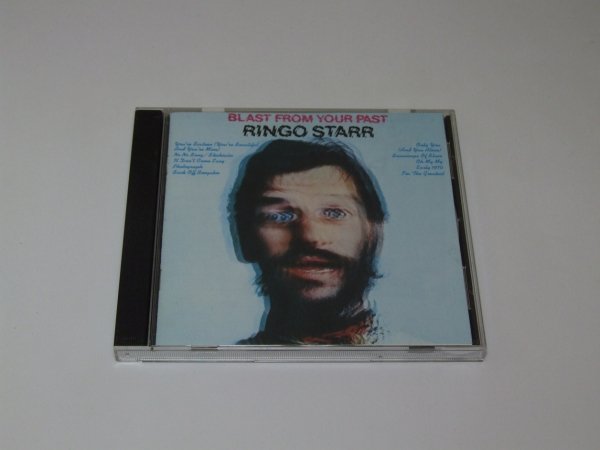 BLAST FROM YOUR PAST
RINGO STARR
You're Sixteen (You're Beautiful
And You're Mine)
No No Song / Skokiaan
It Don't Come Easy
Photograph
Back Off Boogaloo
Only You
(And You Alone)
Beaucoups Of Blues
Oh My My
Early 1970
I'm The Greatest